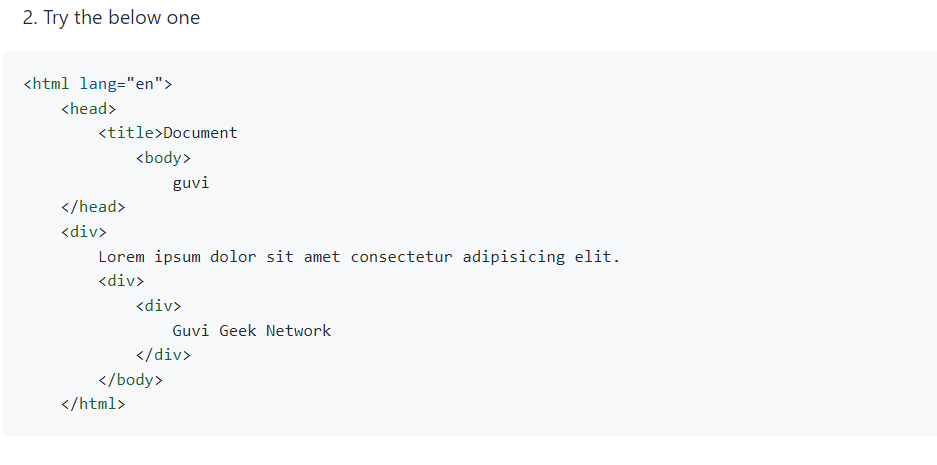 2. Try the below one
<html lang="en">
    <head>
        <title>Document
            <body>
                guvi
    </head>
    <div>
        Lorem ipsum dolor sit amet consectetur adipisicing elit.
        <div>
            <div>
                Guvi Geek Network
            </div>
        </body>
    </html>